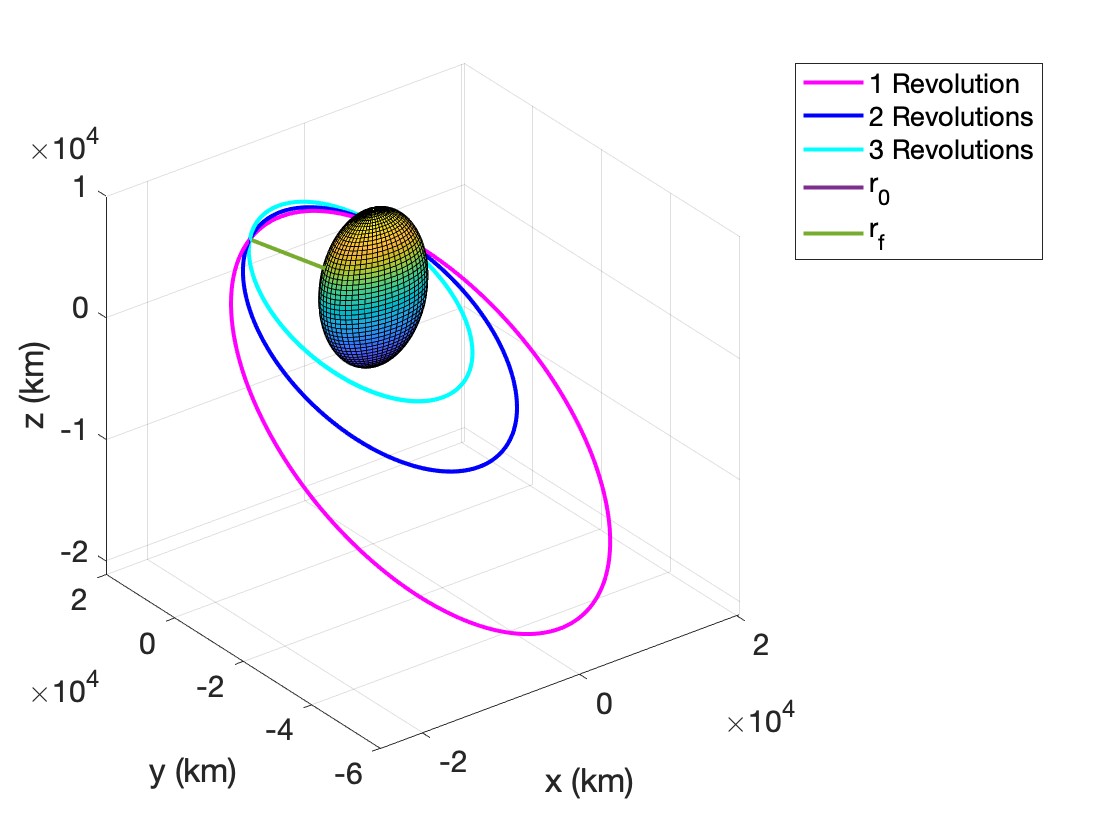 1 Revolution
2 Revolutions
3 Revolutions
r0
rf
×10^4
1
0
-1
-2
z (km)
2
0
-2
-4
-6
×10^4
y (km)
-2
0
2
×10^4
x (km)